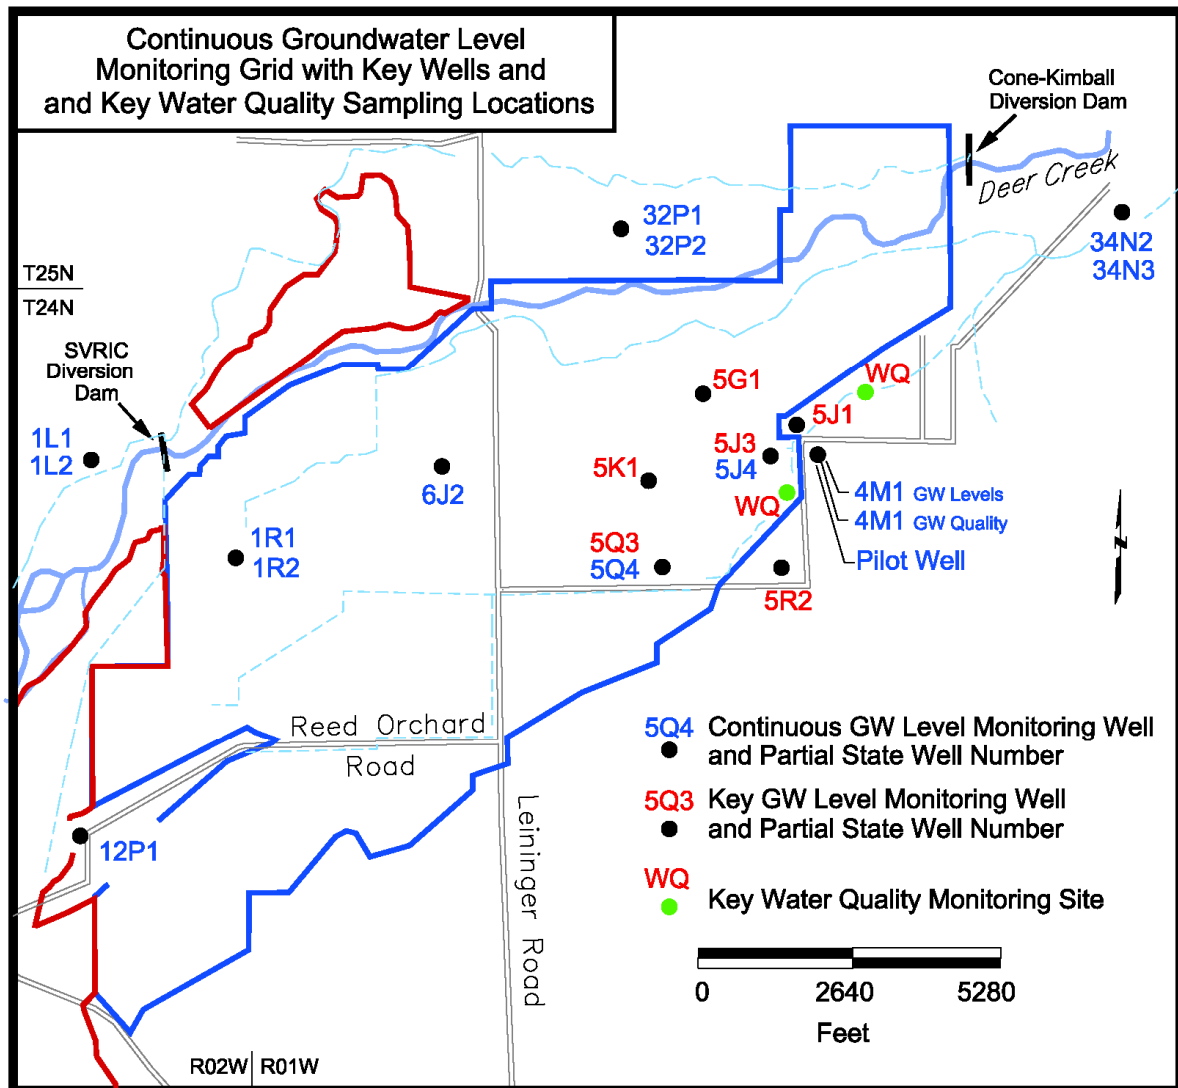 Continuous Groundwater Level
Monitoring Grid with Key Wells and
and Key Water Quality Sampling Locations
Cone-Kimball
Diversion Dam
Deer Creek
32P1
32P2
34N2
34N3
T25N
T24N
SVRIC
Diversion
Dam
1L1
1L2
5G1
WQ
5J1
5J3
5J4
6J2
5K1
WQ
4M1 GW Levels
4M1 GW Quality
Pilot Well
1R1
1R2
5Q3
5Q4
5R2
N
Reed Orchard
Road
Leininger Road
12P1
5Q4 Continuous GW Level Monitoring Well
and Partial State Well Number
5Q3 Key GW Level Monitoring Well
and Partial State Well Number
WQ
Key Water Quality Monitoring Site
0 2640 5280
Feet
R02W R01W